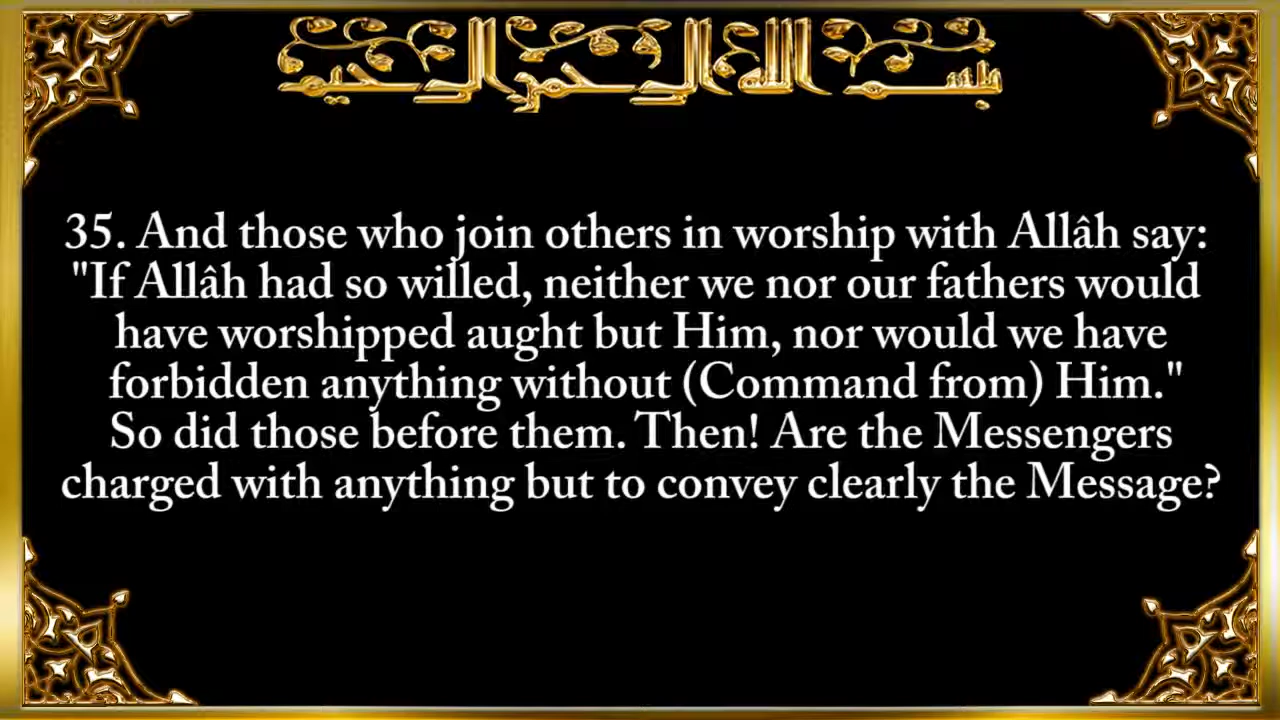 بسم الله الرحمن الرحيم
35. And those who join others in worship with Allâh say:
"If Allâh had so willed, neither we nor our fathers would
have worshipped aught but Him, nor would we have
forbidden anything without (Command from) Him."
So did those before them. Then! Are the Messengers
charged with anything but to convey clearly the Message?